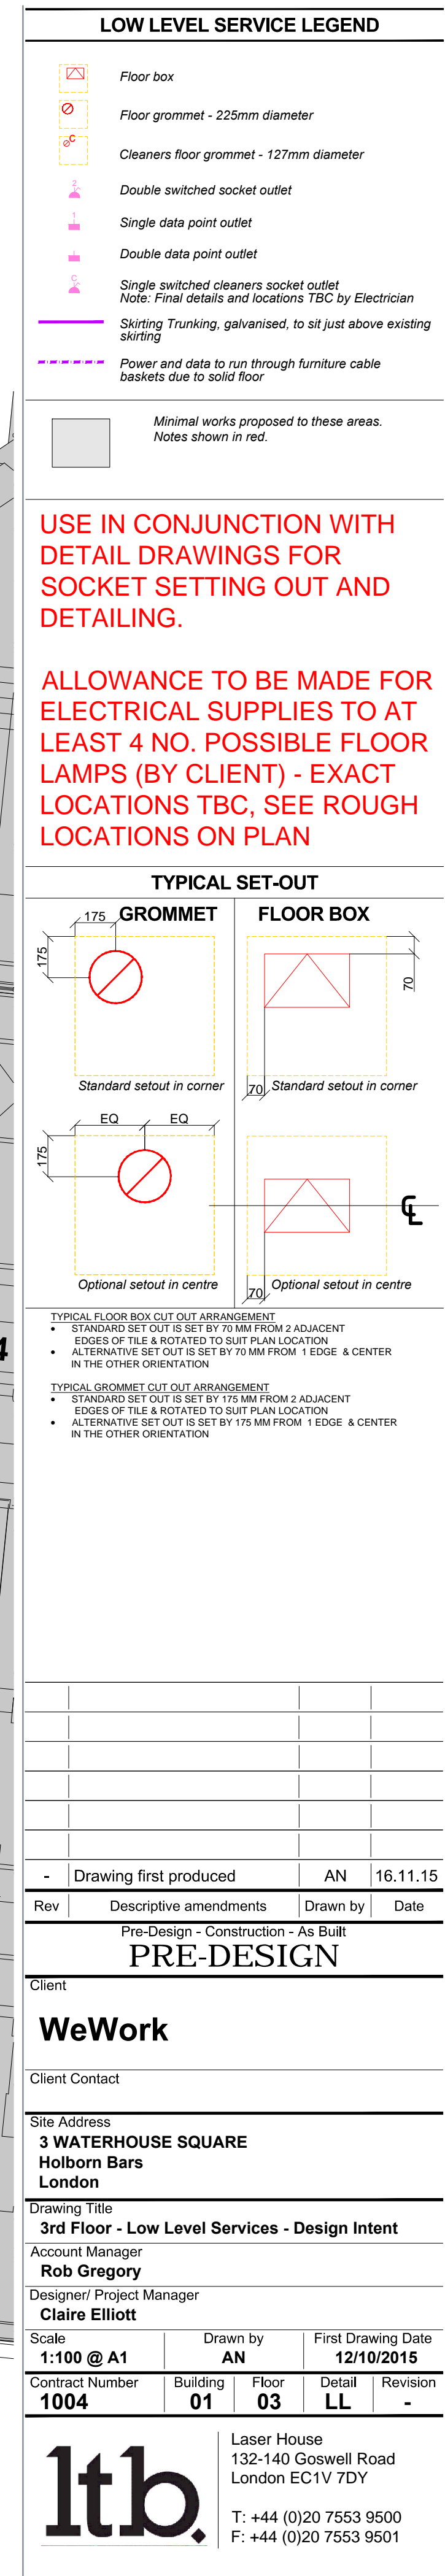 LOW LEVEL SERVICE LEGEND
Floor box
Floor grommet - 225mm diameter
C
Cleaners floor grommet - 127mm diameter
2
Double switched socket outlet
1
Single data point outlet
Double data point outlet
C
Single switched cleaners socket outlet
Note: Final details and locations TBC by Electrician
Skirting Trunking, galvanised, to sit just above existing
skirting
Power and data to run through furniture cable
baskets due to solid floor
Minimal works proposed to these areas.
Notes shown in red.
USE IN CONJUNCTION WITH
DETAIL DRAWINGS FOR
SOCKET SETTING OUT AND
DETAILING.
ALLOWANCE TO BE MADE FOR
ELECTRICAL SUPPLIES TO AT
LEAST 4 NO. POSSIBLE FLOOR
LAMPS (BY CLIENT) - EXACT
LOCATIONS TBC, SEE ROUGH
LOCATIONS ON PLAN
TYPICAL SET-OUT
GROMMET FLOOR BOX
175
175
70
70
Standard setout in corner Standard setout in corner
EQ EQ
175
CL
70
Optional setout in centre Optional setout in centre
4
TYPICAL FLOOR BOX CUT OUT ARRANGEMENT
• STANDARD SET OUT IS SET BY 70 MM FROM 2 ADJACENT
EDGES OF TILE & ROTATED TO SUIT PLAN LOCATION
• ALTERNATIVE SET OUT IS SET BY 70 MM FROM 1 EDGE & CENTER
IN THE OTHER ORIENTATION
TYPICAL GROMMET CUT OUT ARRANGEMENT
• STANDARD SET OUT IS SET BY 175 MM FROM 2 ADJACENT
EDGES OF TILE & ROTATED TO SUIT PLAN LOCATION
• ALTERNATIVE SET OUT IS SET BY 175 MM FROM 1 EDGE & CENTER
IN THE OTHER ORIENTATION
- Drawing first produced AN 16.11.15
Rev Descriptive amendments Drawn by Date
Pre-Design - Construction - As Built
PRE-DESIGN
Client
WeWork
Client Contact
Site Address
3 WATERHOUSE SQUARE
Holborn Bars
London
Drawing Title
3rd Floor - Low Level Services - Design Intent
Account Manager
Rob Gregory
Designer/ Project Manager
Claire Elliott
Scale Drawn by First Drawing Date
1:100 @ A1 AN 12/10/2015
Contract Number Building Floor Detail Revision
1004 01 03 LL -
ltb.
Laser House
132-140 Goswell Road
London EC1V 7DY
T: +44 (0)20 7553 9500
F: +44 (0)20 7553 9501